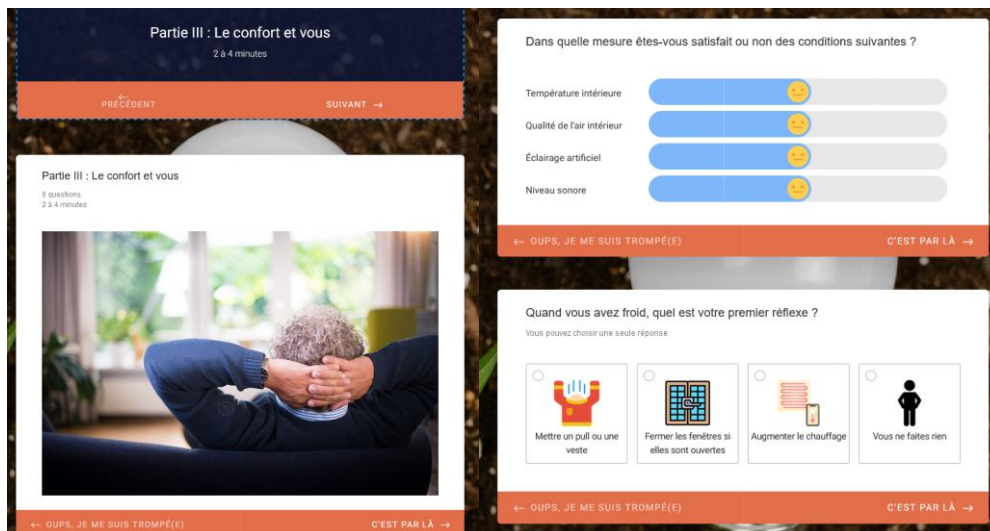 Partie III : Le confort et vous
2 à 4 minutes
← PRÉCÉDENT
SUIVANT →
Partie III : Le confort et vous
6 questions
2 à 4 minutes
← OUPS, JE ME SUIS TROMPÉ(E)
C'EST PAR LÀ →
Dans quelle mesure êtes-vous satisfait ou non des conditions suivantes ?
Température intérieure
Qualité de l'air intérieur
Éclairage artificiel
Niveau sonore
← OUPS, JE ME SUIS TROMPÉ(E)
C'EST PAR LÀ →
Quand vous avez froid, quel est votre premier réflexe ?
Vous pouvez choisir une seule réponse
Mettre un pull ou une
veste
Fermer les fenêtres si
elles sont ouvertes
Augmenter le chauffage
Vous ne faites rien
← OUPS, JE ME SUIS TROMPÉ(E)
C'EST PAR LÀ →